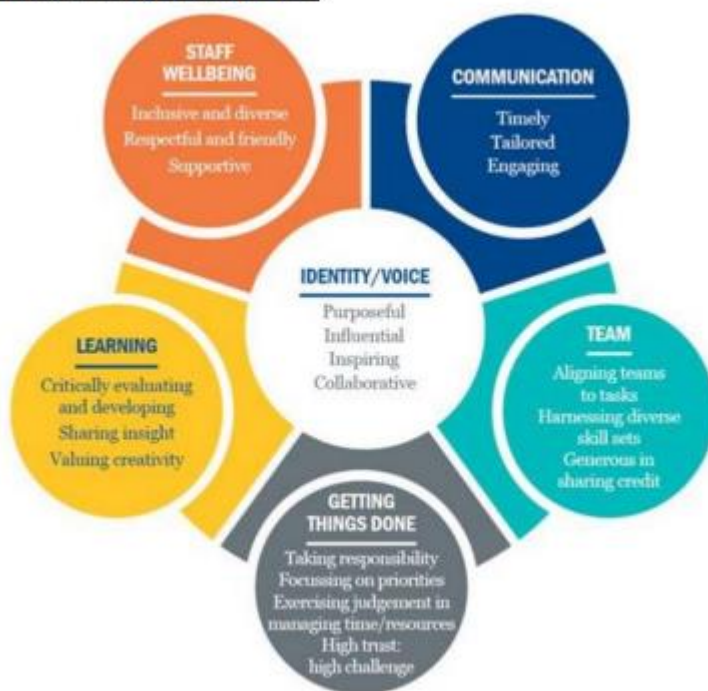 STAFF
WELLBEING
Inclusive and diverse
Respectful and friendly
Supportive
COMMUNICATION
Timely
Tailored
Engaging
IDENTITY/VOICE
Purposeful
Influential
Inspiring
Collaborative
LEARNING
Critically evaluating
and developing
Sharing insight
Valuing creativity
TEAM
Aligning teams
to tasks
Harnessing diverse
skill sets
Generous in
sharing credit
GETTING
THINGS DONE
Taking responsibility
Focussing on priorities
Exercising judgement in
managing time/resources
High trust:
high challenge